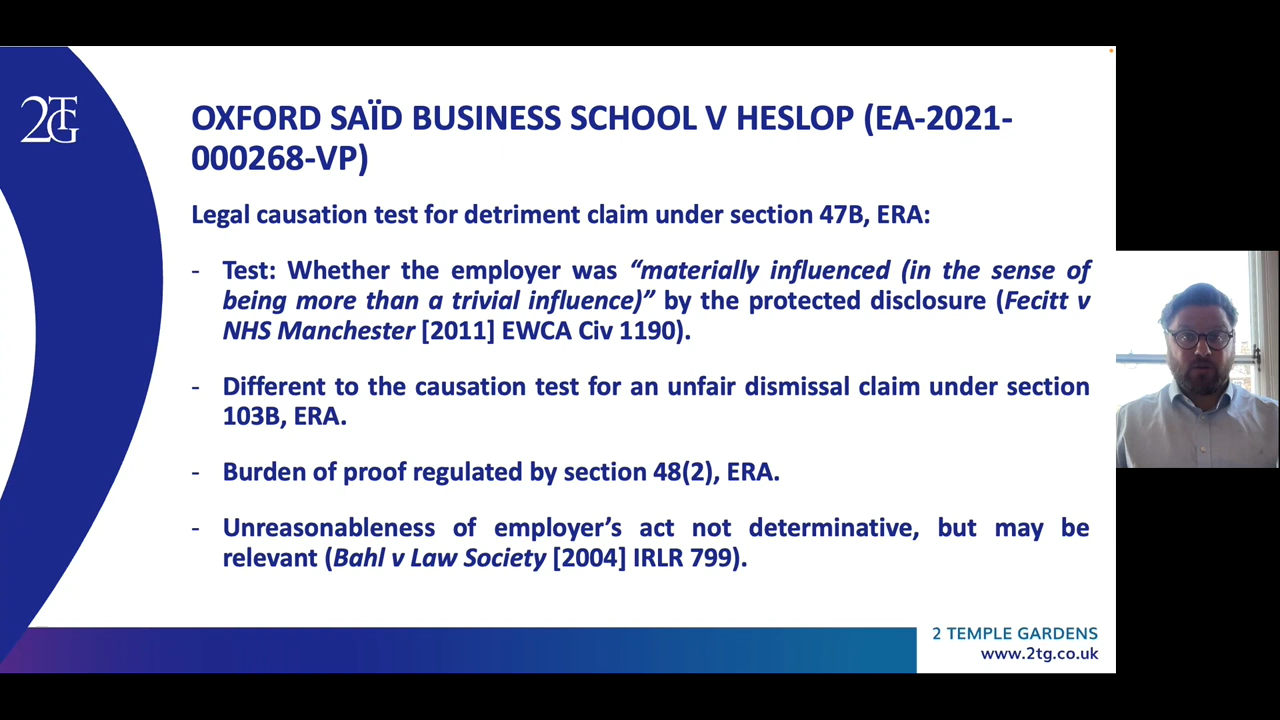 2TG
OXFORD SAÏD BUSINESS SCHOOL V HESLOP (EA-2021-
000268-VP)
Legal causation test for detriment claim under section 47B, ERA:
- Test: Whether the employer was “materially influenced (in the sense of
being more than a trivial influence)” by the protected disclosure (Fecitt v
NHS Manchester [2011] EWCA Civ 1190).
- Different to the causation test for an unfair dismissal claim under section
103B, ERA.
- Burden of proof regulated by section 48(2), ERA.
- Unreasonableness of employer’s act not determinative, but may be
relevant (Bahl v Law Society [2004] IRLR 799).
2 TEMPLE GARDENS
www.2tg.co.uk